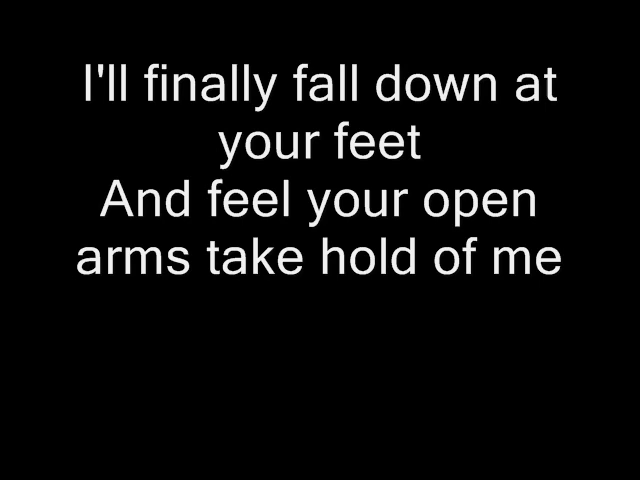 I'll finally fall down at
your feet
And feel your open
arms take hold of me